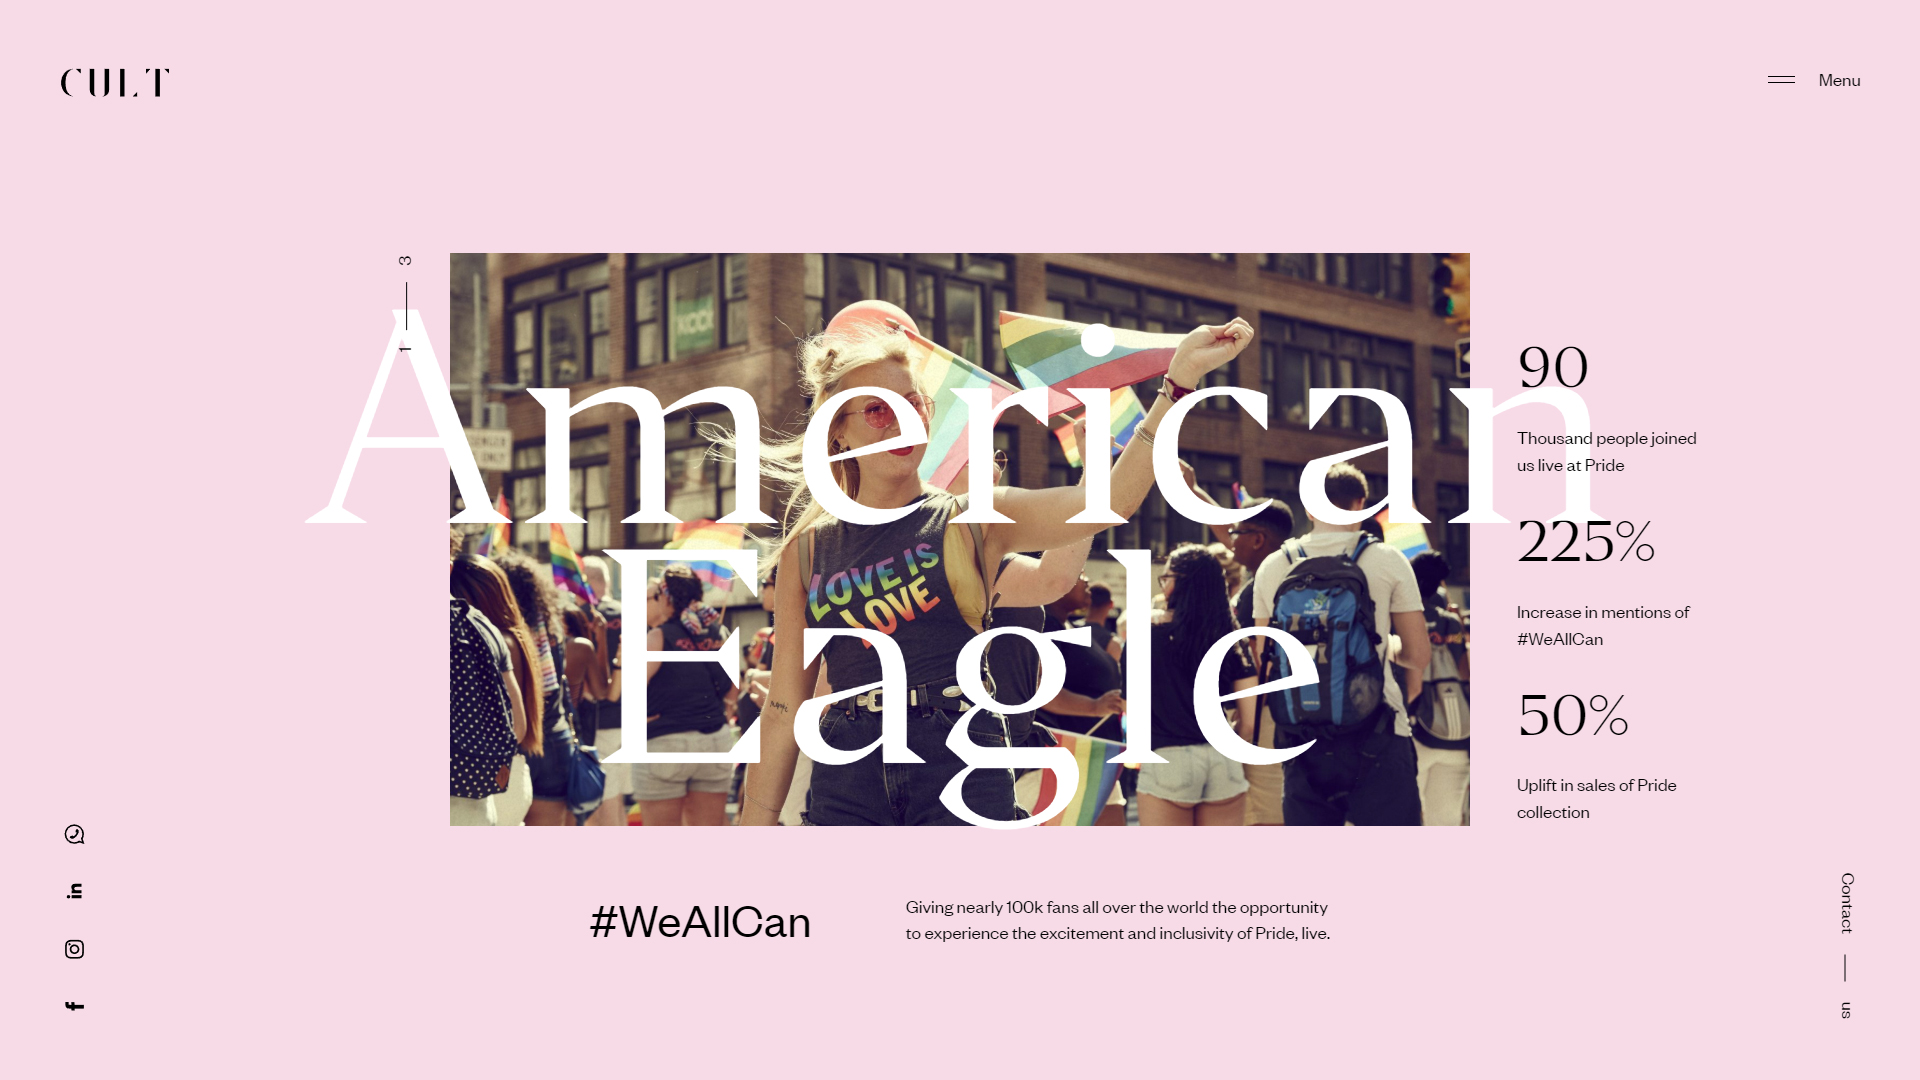 CULT
Menu
1 — 3
American
Eagle
LOVE IS
LOVE
90
Thousand people joined
us live at Pride
225%
Increase in mentions of
#WeAllCan
50%
Uplift in sales of Pride
collection
#WeAllCan
Giving nearly 100k fans all over the world the opportunity
to experience the excitement and inclusivity of Pride, live.
Contact — us